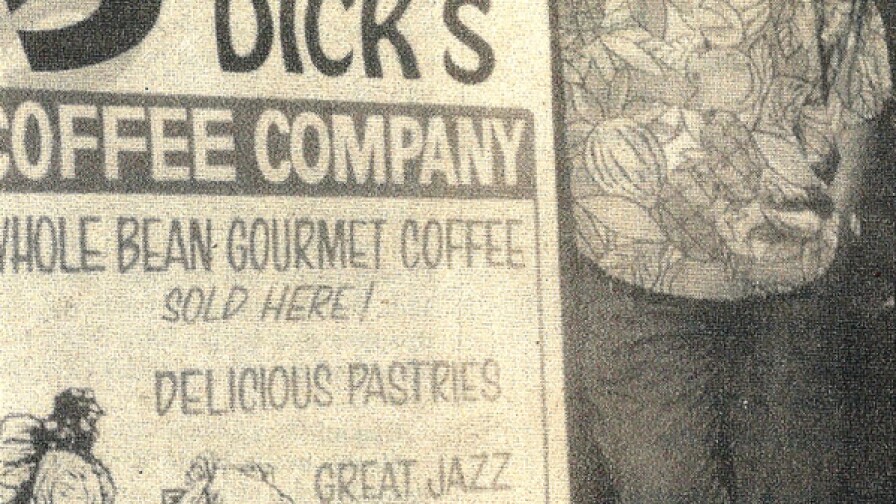 DICK'S
COFFEE COMPANY
WHOLE BEAN GOURMET COFFEE
SOLD HERE!
DELICIOUS PASTRIES
GREAT JAZZ